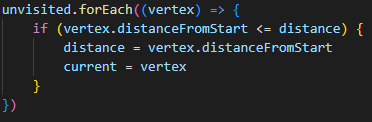 unvisited.forEach((vertex) => {
    if (vertex.distanceFromStart <= distance) {
        distance = vertex.distanceFromStart
        current = vertex
    }
})